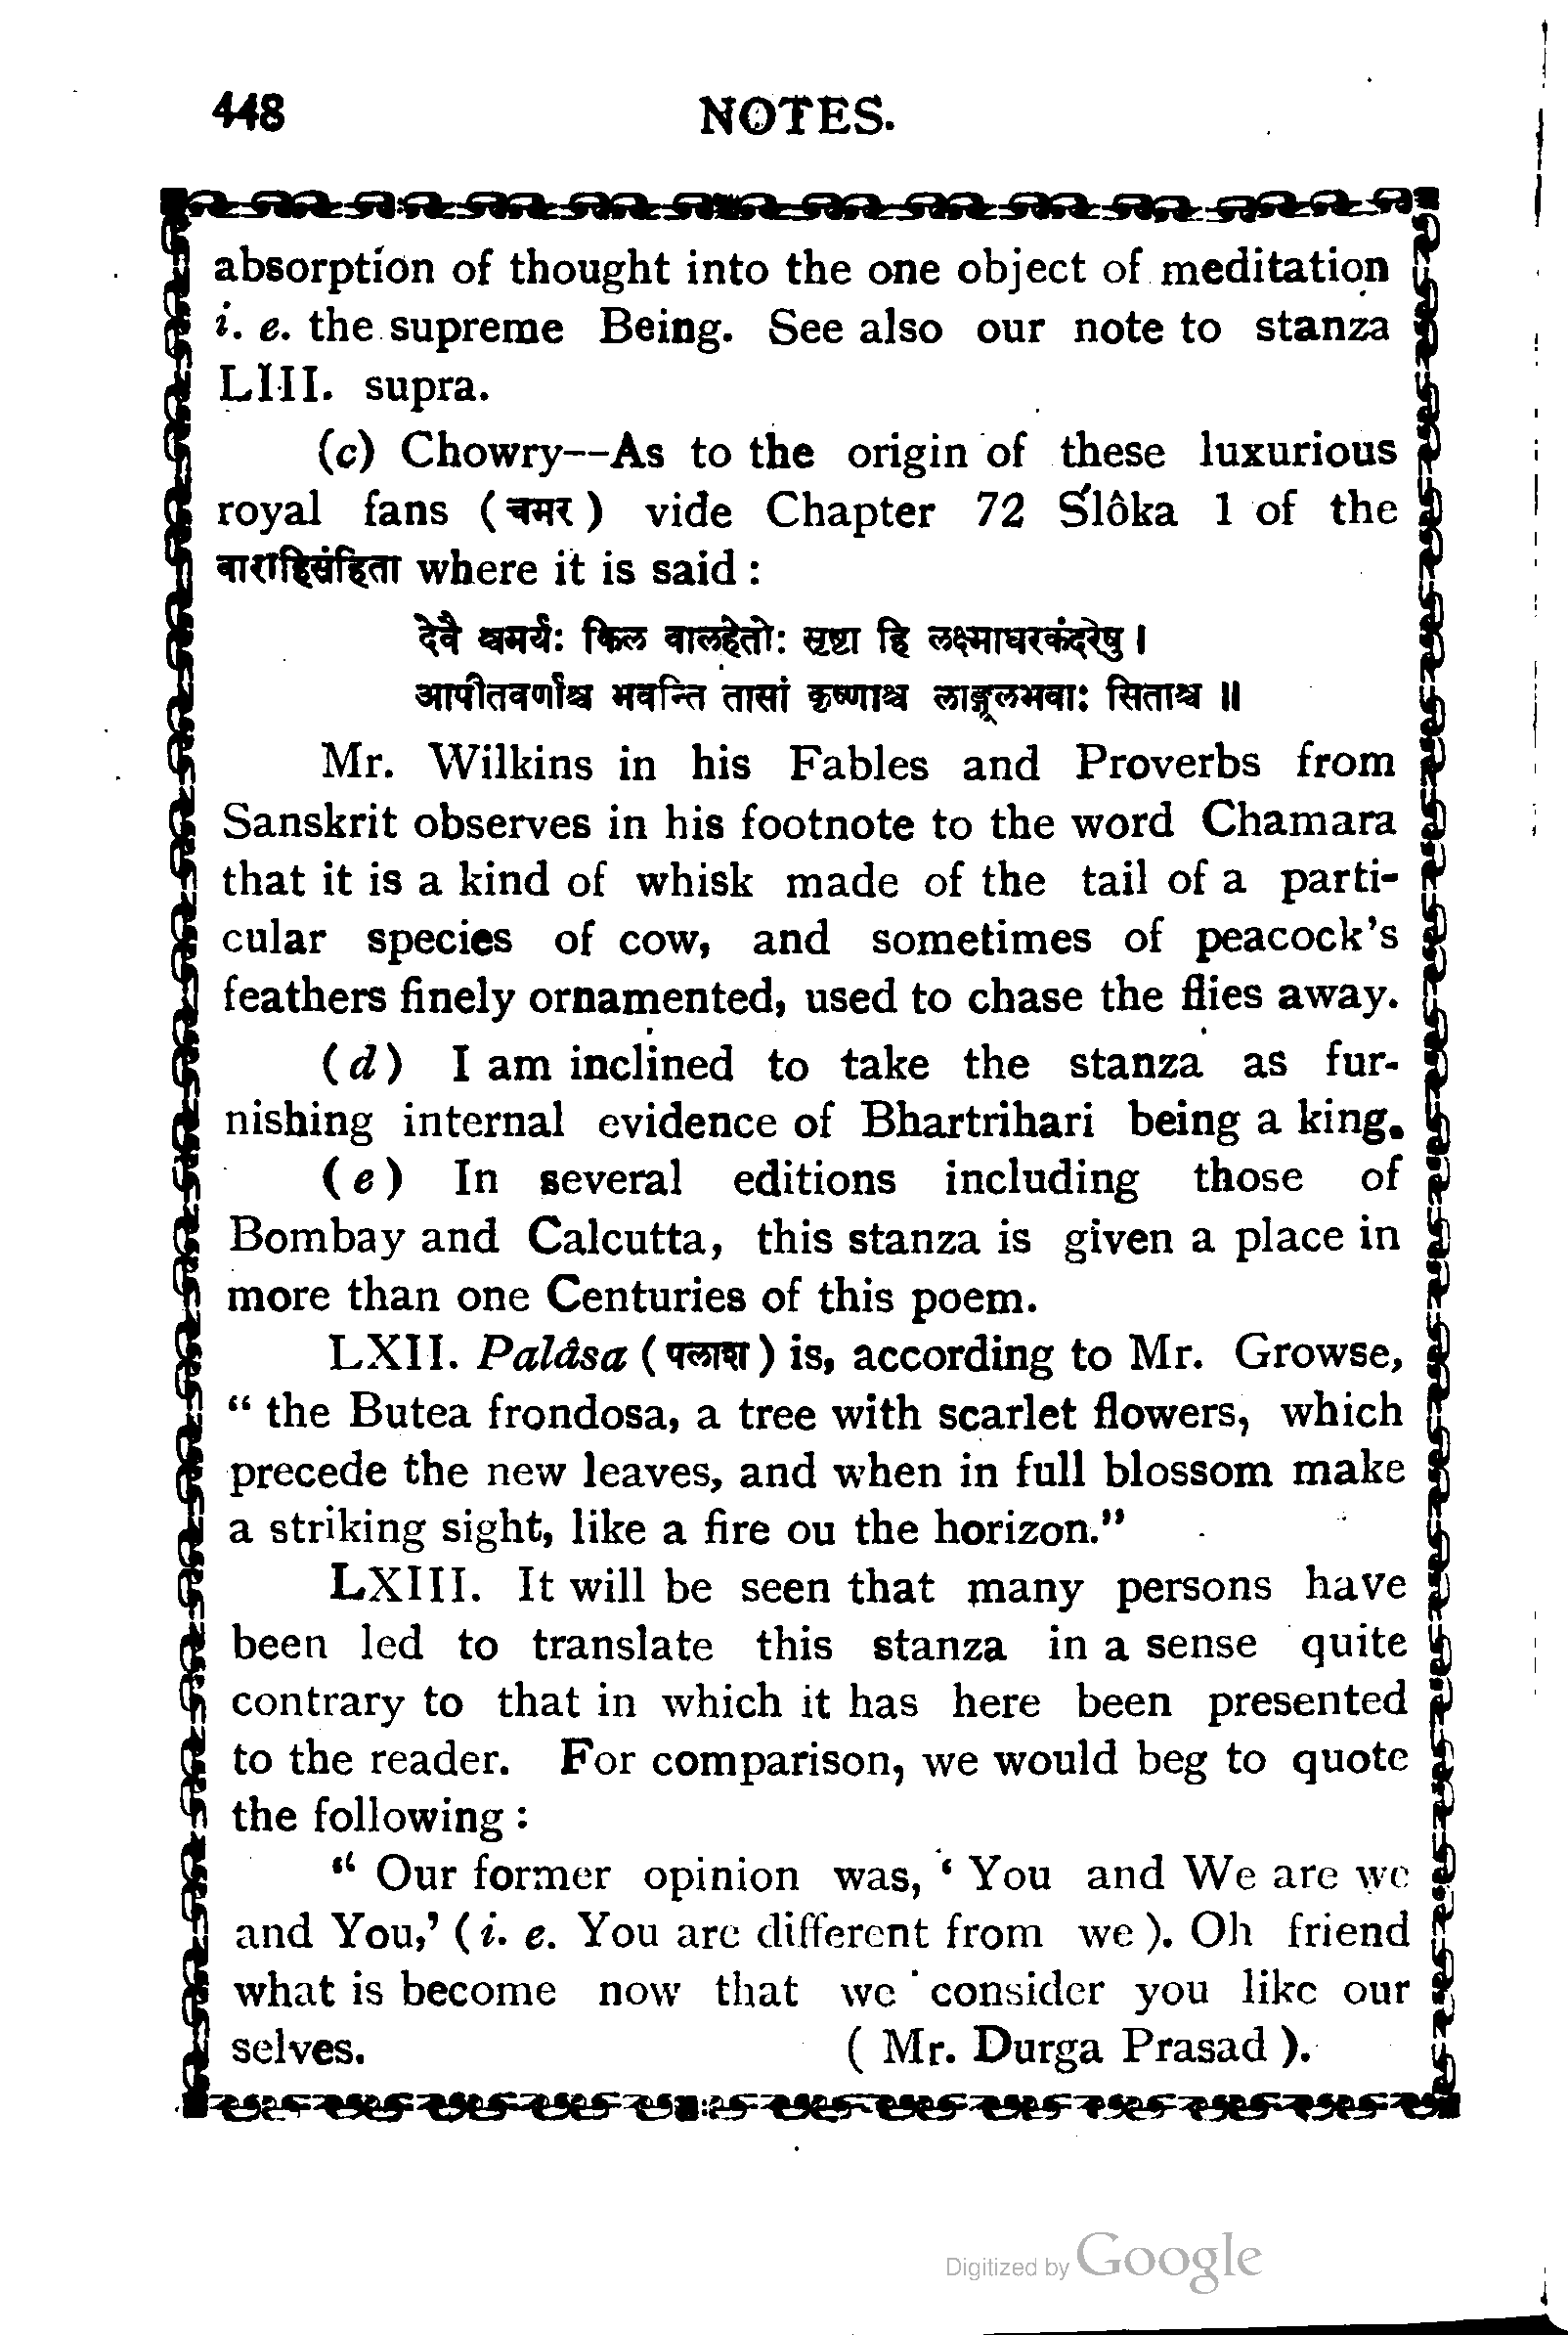 448 NOTES.
absorption of thought into the one object of meditation
i. e. the supreme Being. See also our note to stanza
LIII. supra.
(c) Chowry--As to the origin of these luxurious
royal fans ( चमर ) vide Chapter 72 S'lôka 1 of the
वाराहिसंहिता where it is said :
देवै श्चमर्यः किल वालहेतोः सृष्टा हि लक्ष्माधरकंदरेषु ।
आपीतवर्णाश्च भवन्ति तासां कृष्णाश्च लाङ्गूलभवाः सिताश्च ॥
Mr. Wilkins in his Fables and Proverbs from
Sanskrit observes in his footnote to the word Chamara
that it is a kind of whisk made of the tail of a parti-
cular species of cow, and sometimes of peacock's
feathers finely ornamented, used to chase the flies away.
(d) I am inclined to take the stanza as fur-
nishing internal evidence of Bhartrihari being a king.
(e) In several editions including those of
Bombay and Calcutta, this stanza is given a place in
more than one Centuries of this poem.
LXII. Palâsa ( पलाश ) is, according to Mr. Growse,
“ the Butea frondosa, a tree with scarlet flowers, which
precede the new leaves, and when in full blossom make
a striking sight, like a fire ou the horizon.”
LXIII. It will be seen that many persons have
been led to translate this stanza in a sense quite
contrary to that in which it has here been presented
to the reader. For comparison, we would beg to quote
the following :
“ Our former opinion was, ‘ You and We are we
and You,’ ( i. e. You are different from we ). Oh friend
what is become now that we consider you like our
selves. ( Mr. Durga Prasad ).
Digitized by Google